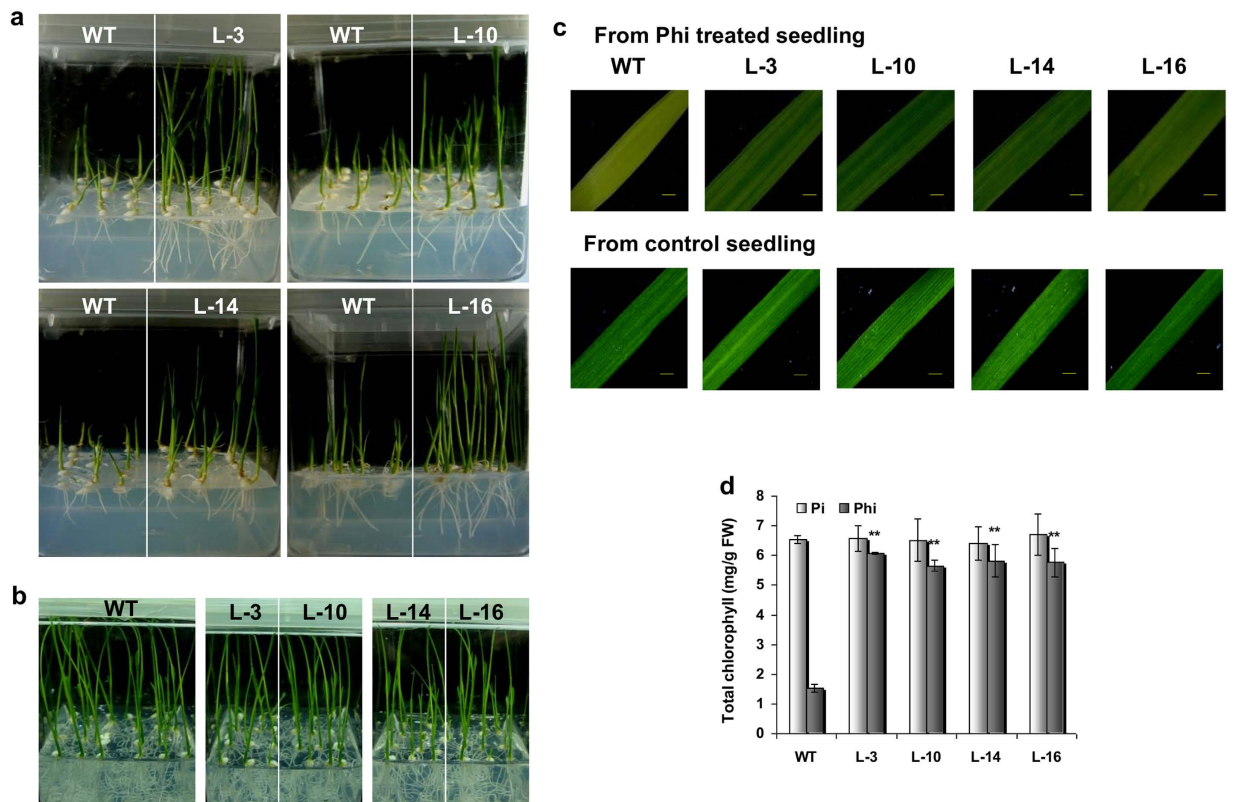 a
WT L-3
WT L-10
WT L-14
WT L-16
b
WT
L-3 L-10
L-14 L-16
c
From Phi treated seedling
WT L-3 L-10 L-14 L-16
From control seedling
d
Total chlorophyll (mg/g FW)
8
7
6
5
4
3
2
1
0
Pi Phi
** ** ** **
WT L-3 L-10 L-14 L-16